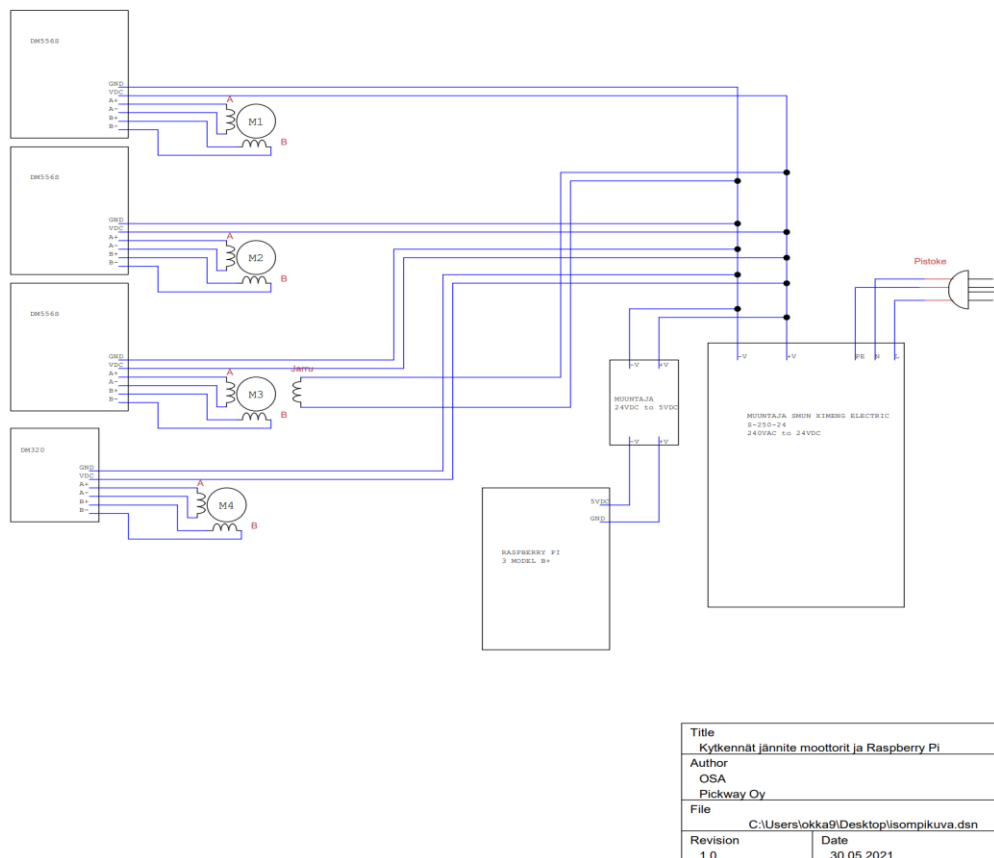 DM556S
GND
VDC
A+
A-
B+
B-
A
M1
B
DM556S
GND
VDC
A+
A-
B+
B-
A
M2
B
DM556S
GND
VDC
A+
A-
B+
B-
A
M3
B
Jarru
DM320
GND
VDC
A+
A-
B+
B-
A
M4
B
-V +V
MUUNTAJA
24VDC to 5VDC
-V +V
5VDC
GND
RASPBERRY PI
3 MODEL B+
Pistoke
-V +V PE N L
MUUNTAJA SMUN XIMENG ELECTRIC
S-250-24
240VAC to 24VDC
Title
Kytkennät jännite moottorit ja Raspberry Pi
Author
OSA
Pickway Oy
File
C:\Users\okka9\Desktop\isompikuva.dsn
Revision Date
1.0 30.05.2021